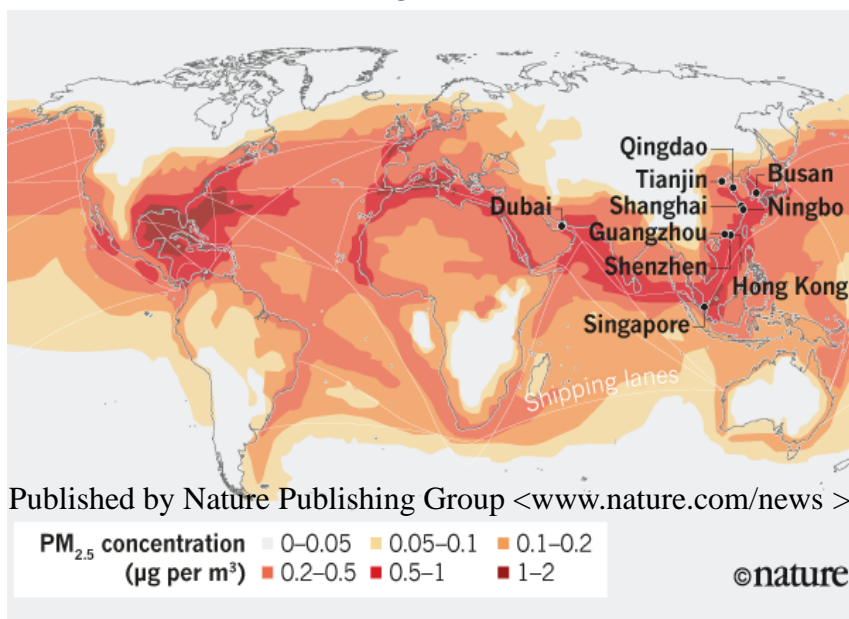 Qingdao
Tianjin
Busan
Dubai
Shanghai
Ningbo
Guangzhou
Shenzhen
Hong Kong
Singapore
Shipping lanes
Published by Nature Publishing Group <www.nature.com/news >
PM2.5 concentration
(µg per m³)
0–0.05
0.05–0.1
0.1–0.2
0.2–0.5
0.5–1
1–2
©nature